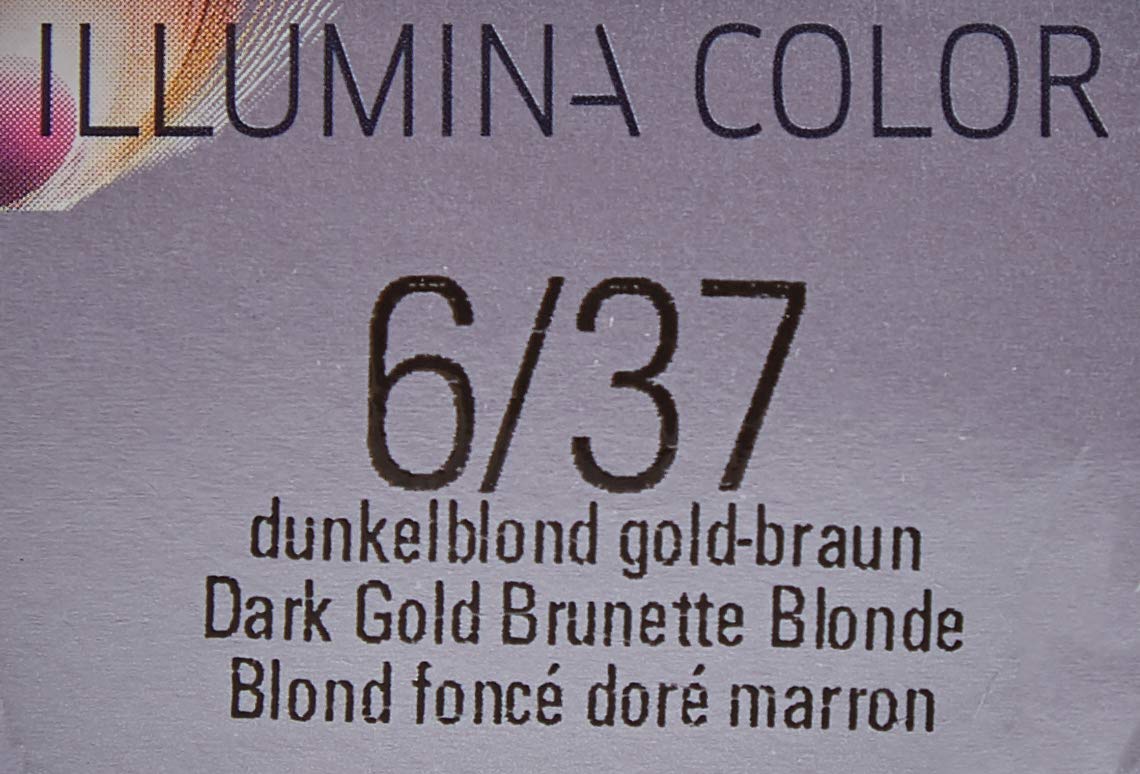 ILLUMINA COLOR
6/37
dunkelblond gold-braun
Dark Gold Brunette Blonde
Blond foncé doré marron